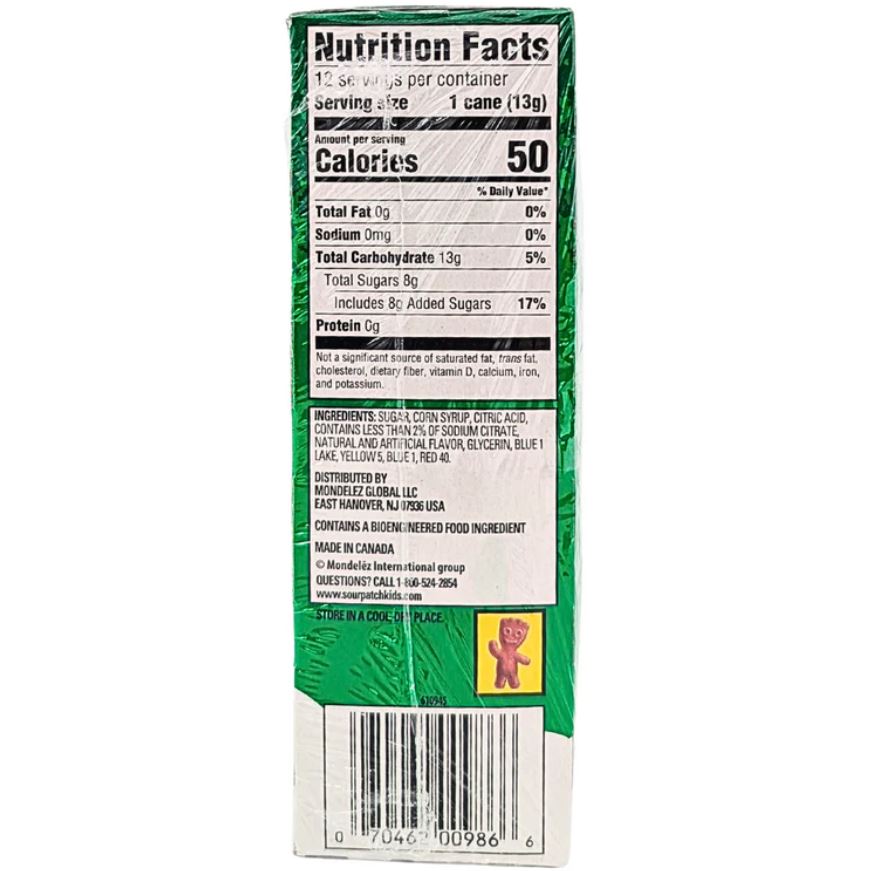 Nutrition Facts
12 servings per container
Serving size 1 cane (13g)
Amount per serving
Calories 50
% Daily Value*
Total Fat 0g 0%
Sodium 0mg 0%
Total Carbohydrate 13g 5%
Total Sugars 8g
Includes 8g Added Sugars 17%
Protein 0g
Not a significant source of saturated fat, trans fat,
cholesterol, dietary fiber, vitamin D, calcium, iron,
and potassium.
INGREDIENTS: SUGAR, CORN SYRUP, CITRIC ACID,
CONTAINS LESS THAN 2% OF SODIUM CITRATE,
NATURAL AND ARTIFICIAL FLAVOR, GLYCERIN, BLUE 1
LAKE, YELLOW 5, BLUE 1, RED 40.
DISTRIBUTED BY
MONDELEZ GLOBAL LLC
EAST HANOVER, NJ 07936 USA
CONTAINS A BIOENGINEERED FOOD INGREDIENT
MADE IN CANADA
© Mondelēz International group
QUESTIONS? CALL 1-800-524-2854
www.sourpatchkids.com
STORE IN A COOL, DRY PLACE.
610945
0 70462 00986 6